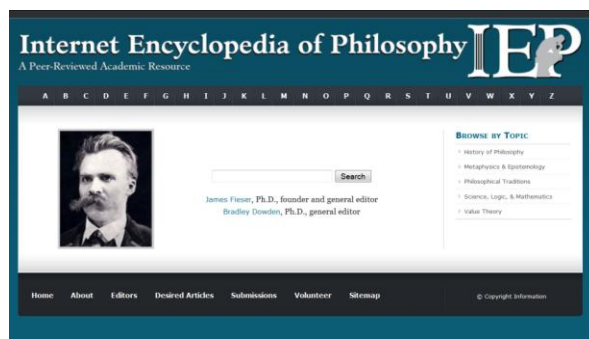 Internet Encyclopedia of Philosophy
IEP
A Peer-Reviewed Academic Resource
A B C D E F G H I J K L M N O P Q R S T U V W X Y Z
Search
James Fieser, Ph.D., founder and general editor
Bradley Dowden, Ph.D., general editor
Browse by Topic
History of Philosophy
Metaphysics & Epistemology
Philosophical Traditions
Science, Logic, & Mathematics
Value Theory
Home About Editors Desired Articles Submissions Volunteer Sitemap
© Copyright Information